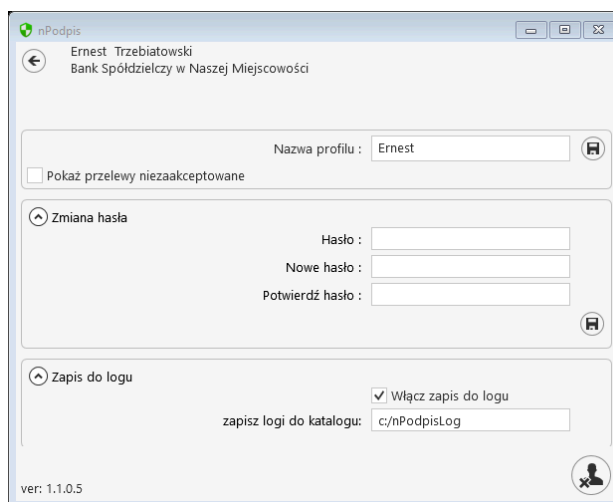 nPodpis
Ernest Trzebiatowski
Bank Spółdzielczy w Naszej Miejscowości
Nazwa profilu : Ernest
Pokaż przelewy niezaakceptowane
Zmiana hasła
Hasło :
Nowe hasło :
Potwierdź hasło :
Zapis do logu
Włącz zapis do logu
zapisz logi do katalogu: c:/nPodpisLog
ver: 1.1.0.5